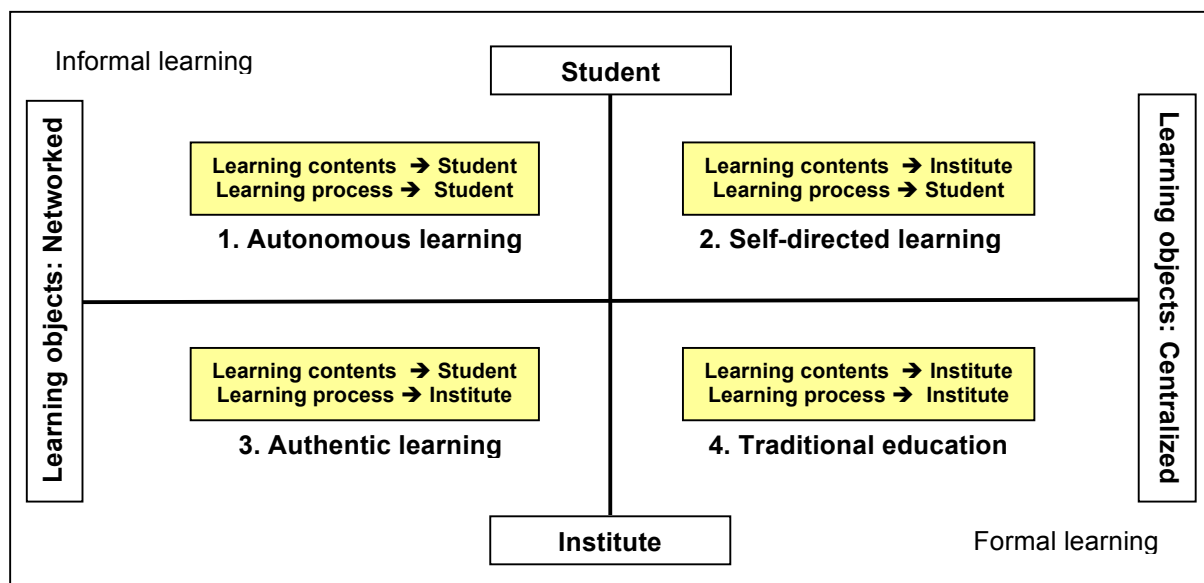 Informal learning
Student
Learning objects: Networked
Learning objects: Centralized
Learning contents ➔ Student
Learning process ➔ Student
1. Autonomous learning
Learning contents ➔ Institute
Learning process ➔ Student
2. Self-directed learning
Learning contents ➔ Student
Learning process ➔ Institute
3. Authentic learning
Learning contents ➔ Institute
Learning process ➔ Institute
4. Traditional education
Institute
Formal learning